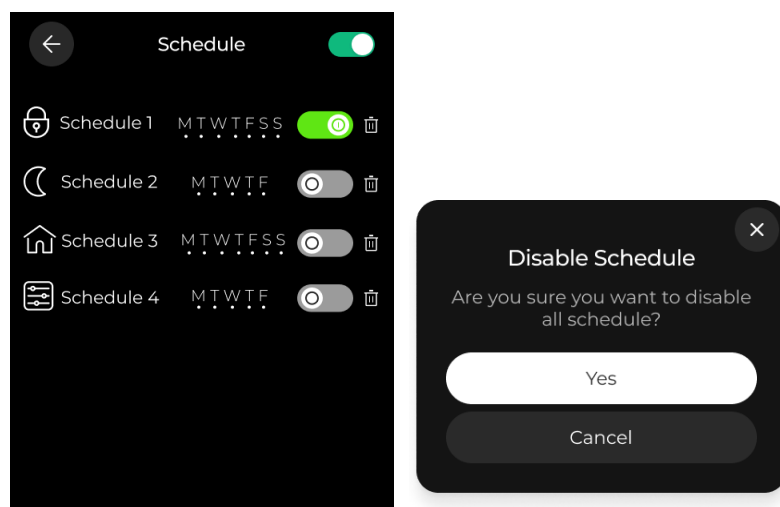 Schedule
Schedule 1 MTWTFSS
Schedule 2 MTWTF
Schedule 3 MTWTFSS
Schedule 4 MTWTF
Disable Schedule
Are you sure you want to disable
all schedule?
Yes
Cancel